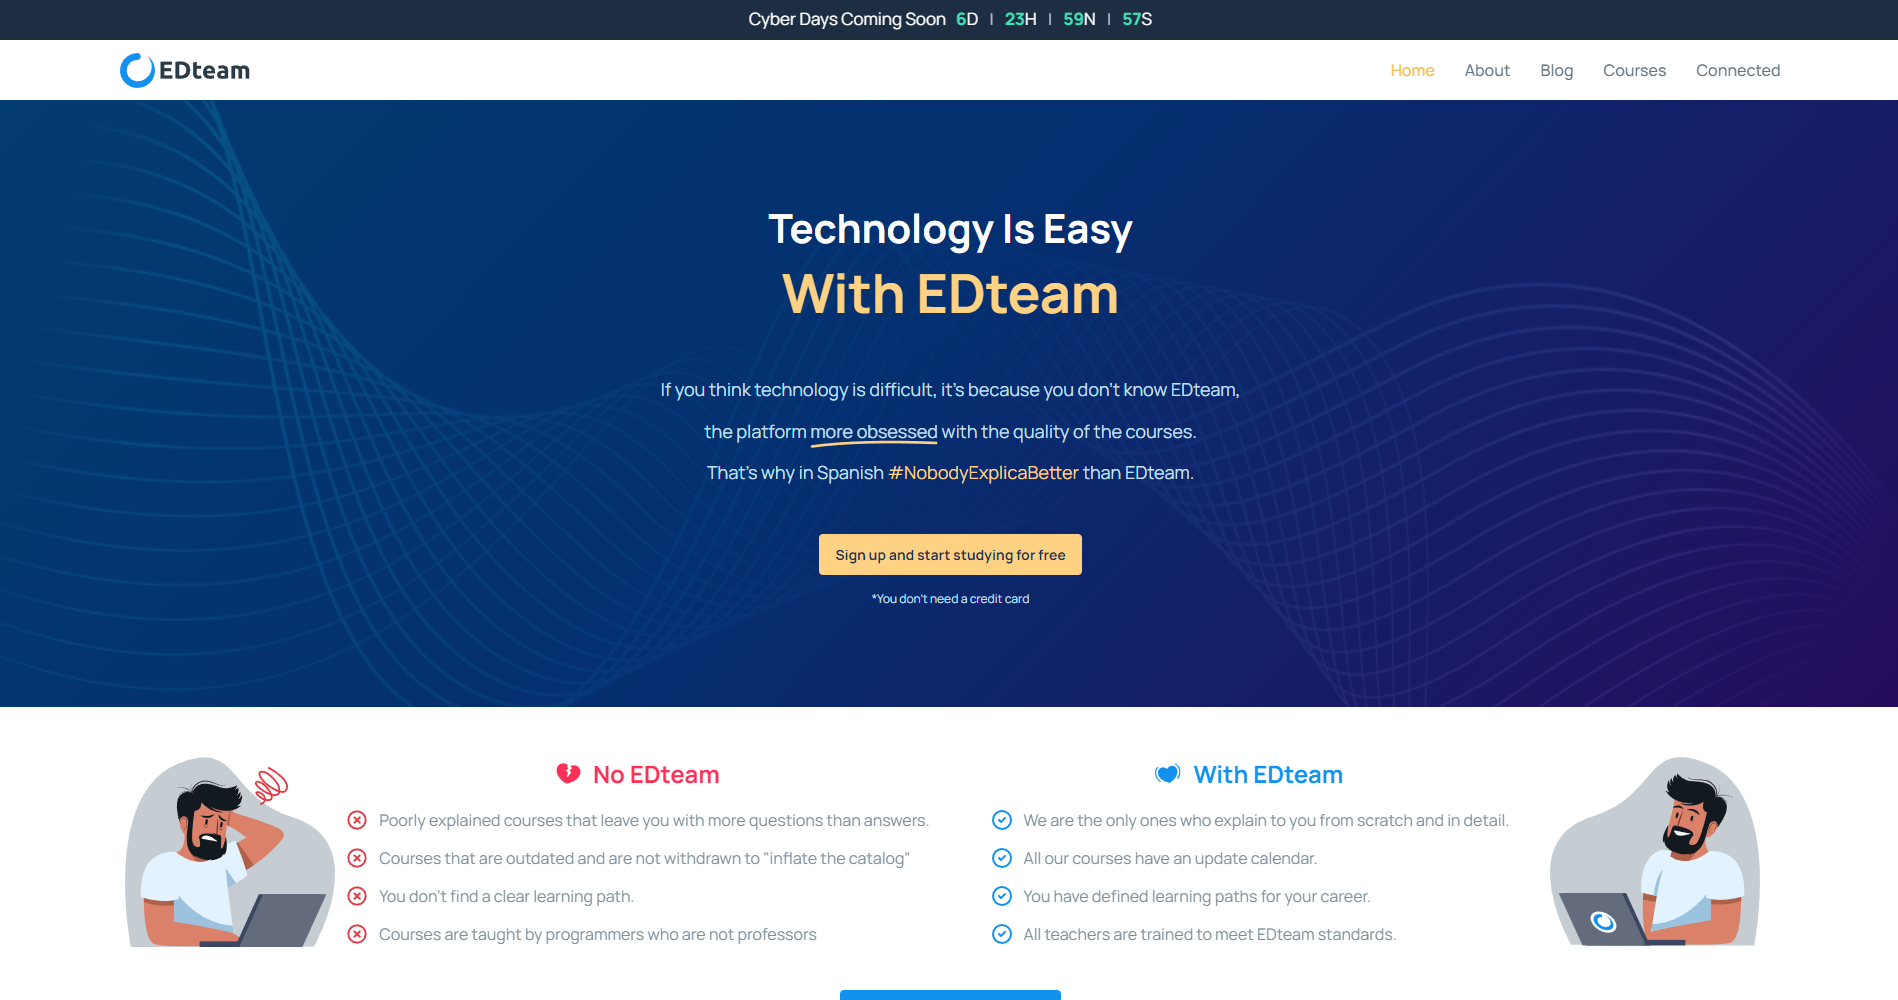 Cyber Days Coming Soon 6D | 23H | 59N | 57S
EDteam
Home About Blog Courses Connected
Technology Is Easy
With EDteam
If you think technology is difficult, it's because you don't know EDteam,
the platform more obsessed with the quality of the courses.
That's why in Spanish #NobodyExplicaBetter than EDteam.
Sign up and start studying for free
*You don't need a credit card
No EDteam
Poorly explained courses that leave you with more questions than answers.
Courses that are outdated and are not withdrawn to "inflate the catalog"
You don't find a clear learning path.
Courses are taught by programmers who are not professors
With EDteam
We are the only ones who explain to you from scratch and in detail.
All our courses have an update calendar.
You have defined learning paths for your career.
All teachers are trained to meet EDteam standards.